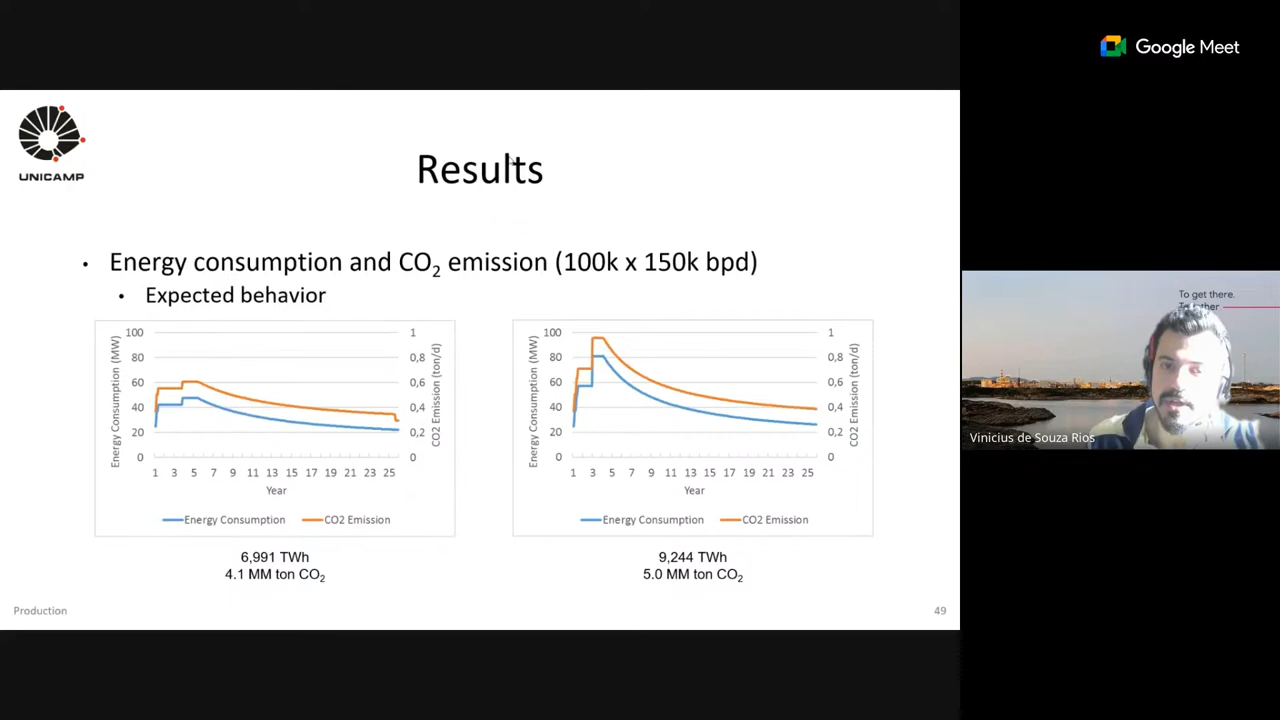 Google Meet
UNICAMP
Results
• Energy consumption and CO2 emission (100k x 150k bpd)
• Expected behavior
100 80 60 40 20 0
Energy Consumption (MW)
1 0,8 0,6 0,4 0,2 0
CO2 Emission (ton/d)
1 3 5 7 9 11 13 15 17 19 21 23 25
Year
Energy Consumption CO2 Emission
6,991 TWh
4.1 MM ton CO2
100 80 60 40 20 0
Energy Consumption (MW)
1 0,8 0,6 0,4 0,2 0
CO2 Emission (ton/d)
1 3 5 7 9 11 13 15 17 19 21 23 25
Year
Energy Consumption CO2 Emission
9,244 TWh
5.0 MM ton CO2
Production
49
To get there.
Vinicius de Souza Rios